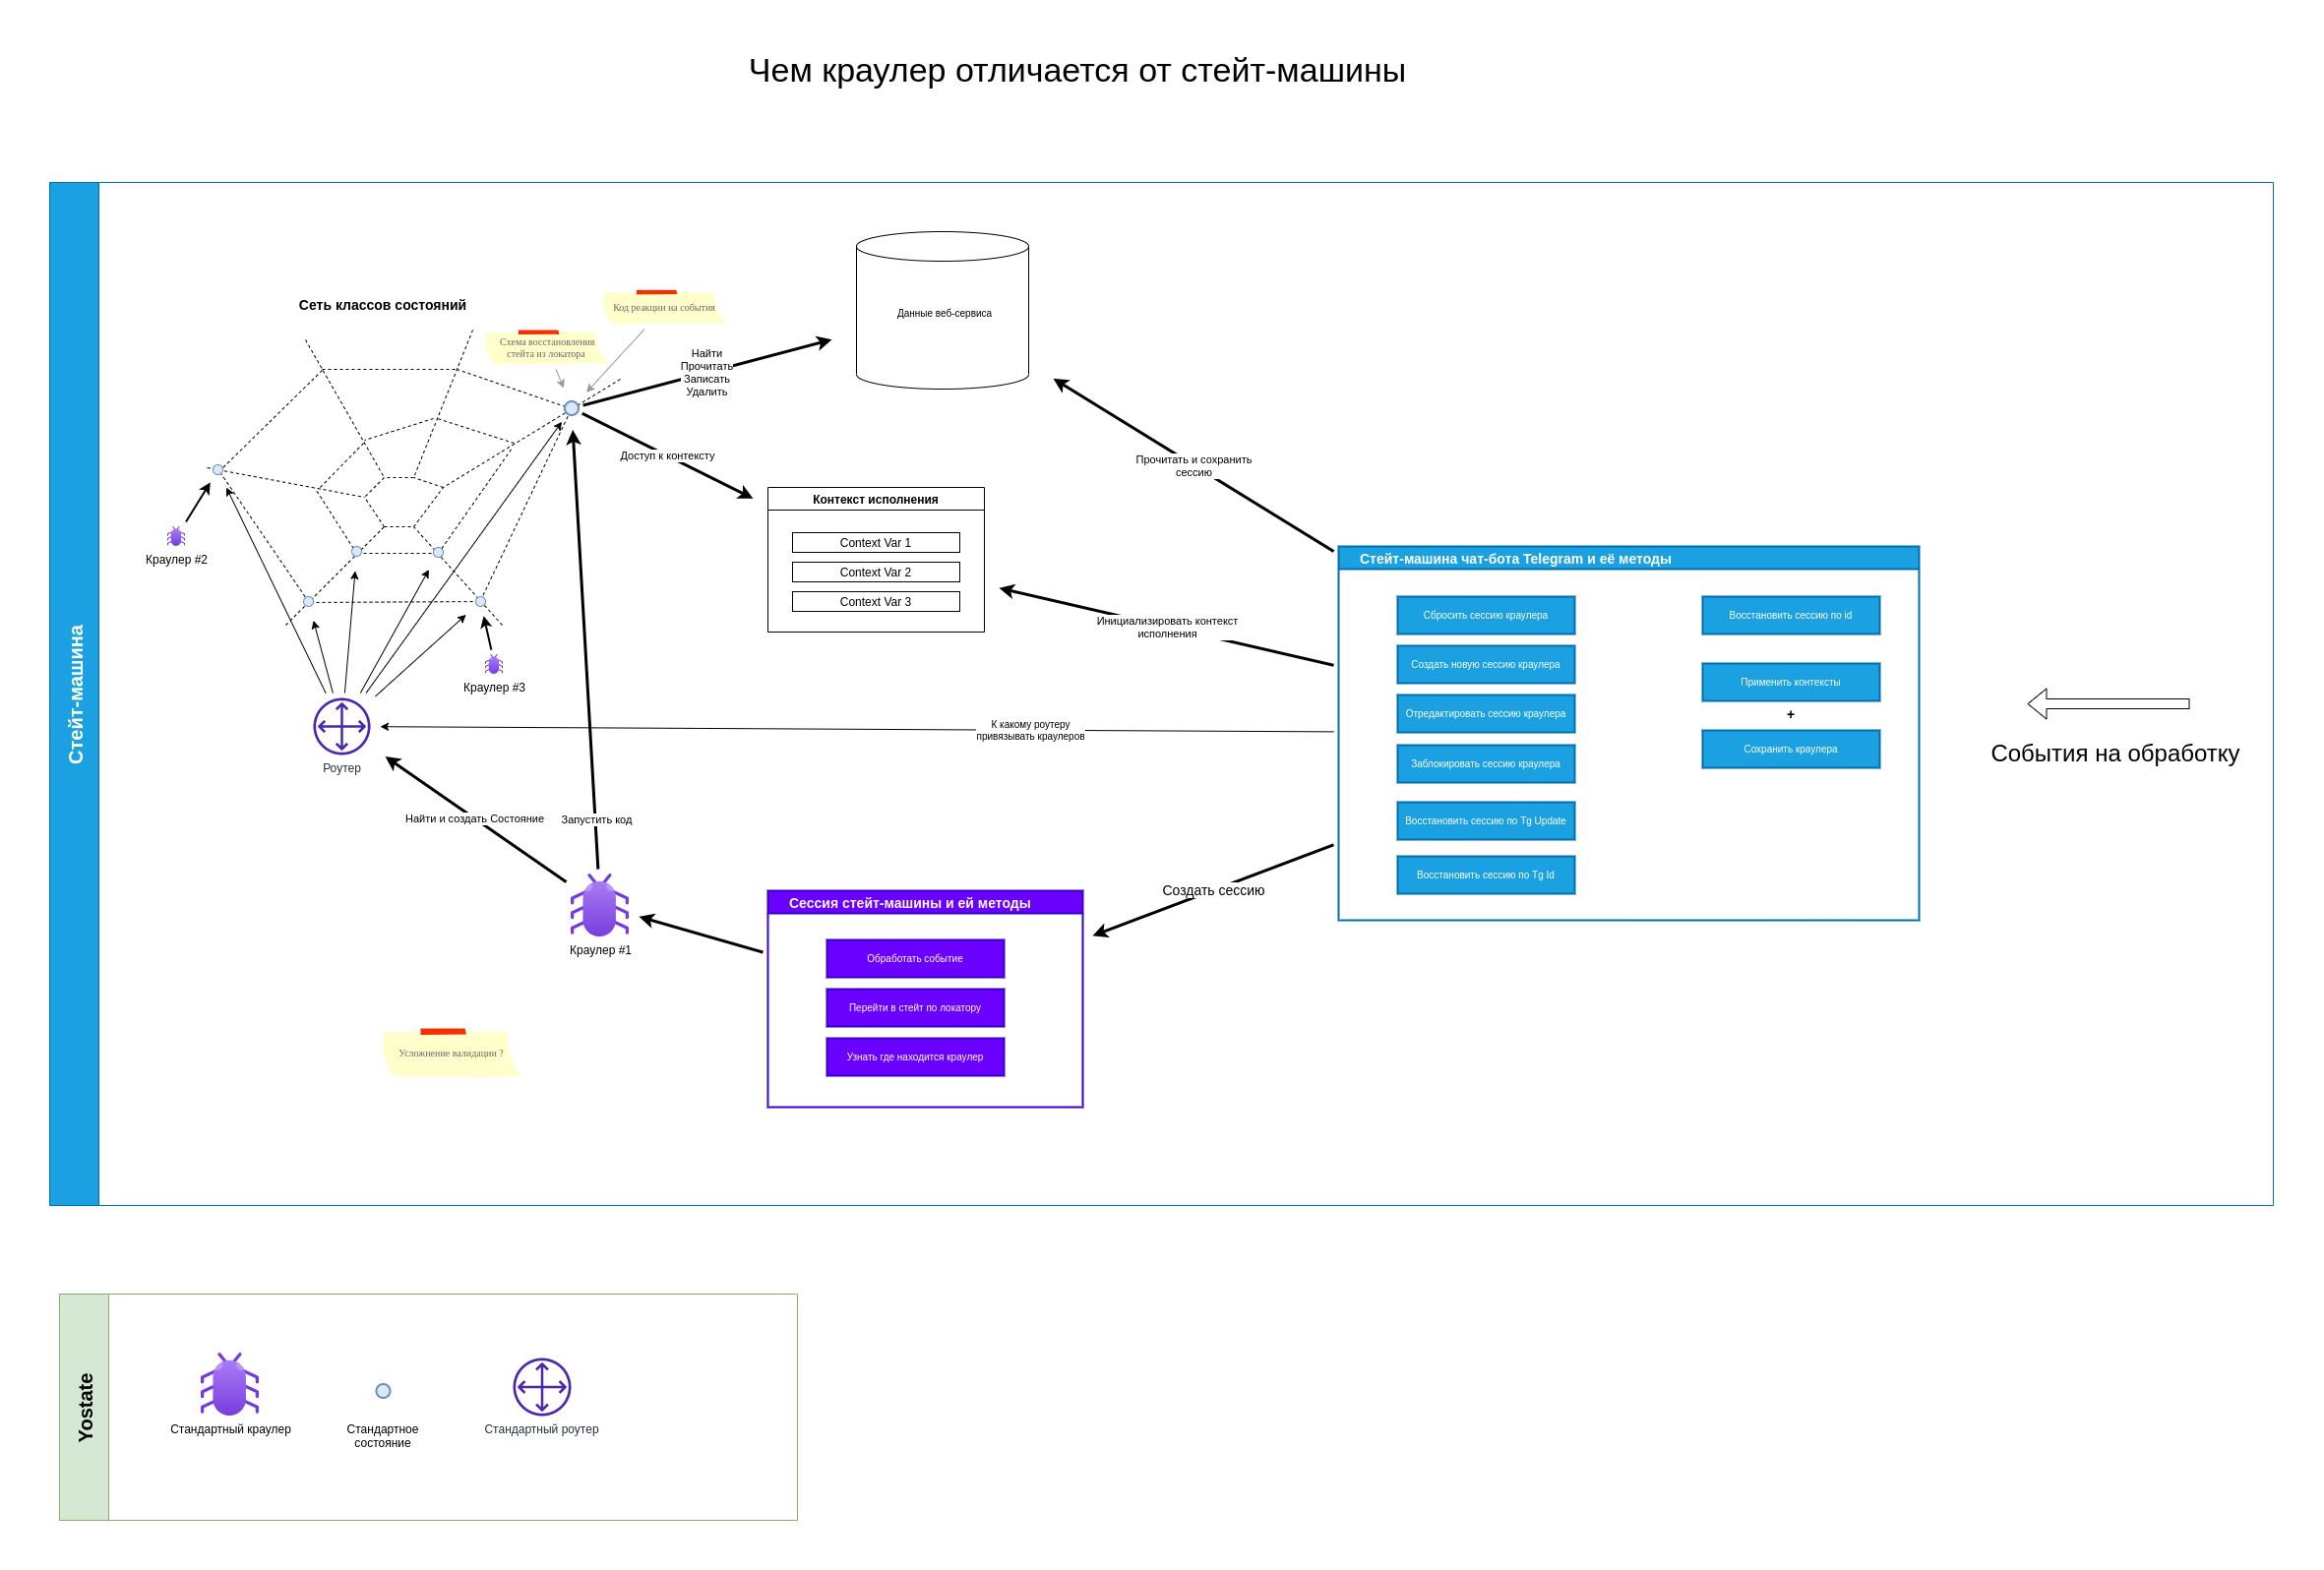 Чем краулер отличается от стейт-машины
Стейт-машина
Сеть классов состояний
Код реакции на события
Схема восстановления
стейта из локатора
Найти
Прочитать
Записать
Удалить
Данные веб-сервиса
Доступ к контексту
Прочитать и сохранить
сессию
Контекст исполнения
Context Var 1
Context Var 2
Context Var 3
Краулер #2
Краулер #3
Роутер
Инициализировать контекст
исполнения
К какому роутеру
привязывать краулеров
Стейт-машина чат-бота Telegram и её методы
Сбросить сессию краулера
Создать новую сессию краулера
Отредактировать сессию краулера
Заблокировать сессию краулера
Восстановить сессию по Tg Update
Восстановить сессию по Tg Id
Восстановить сессию по id
Применить контексты
+
Сохранить краулера
События на обработку
Найти и создать Состояние
Запустить код
Создать сессию
Краулер #1
Сессия стейт-машины и ей методы
Обработать событие
Перейти в стейт по локатору
Узнать где находится краулер
Усложнение валидации ?
Yostate
Стандартный краулер
Стандартное
состояние
Стандартный роутер